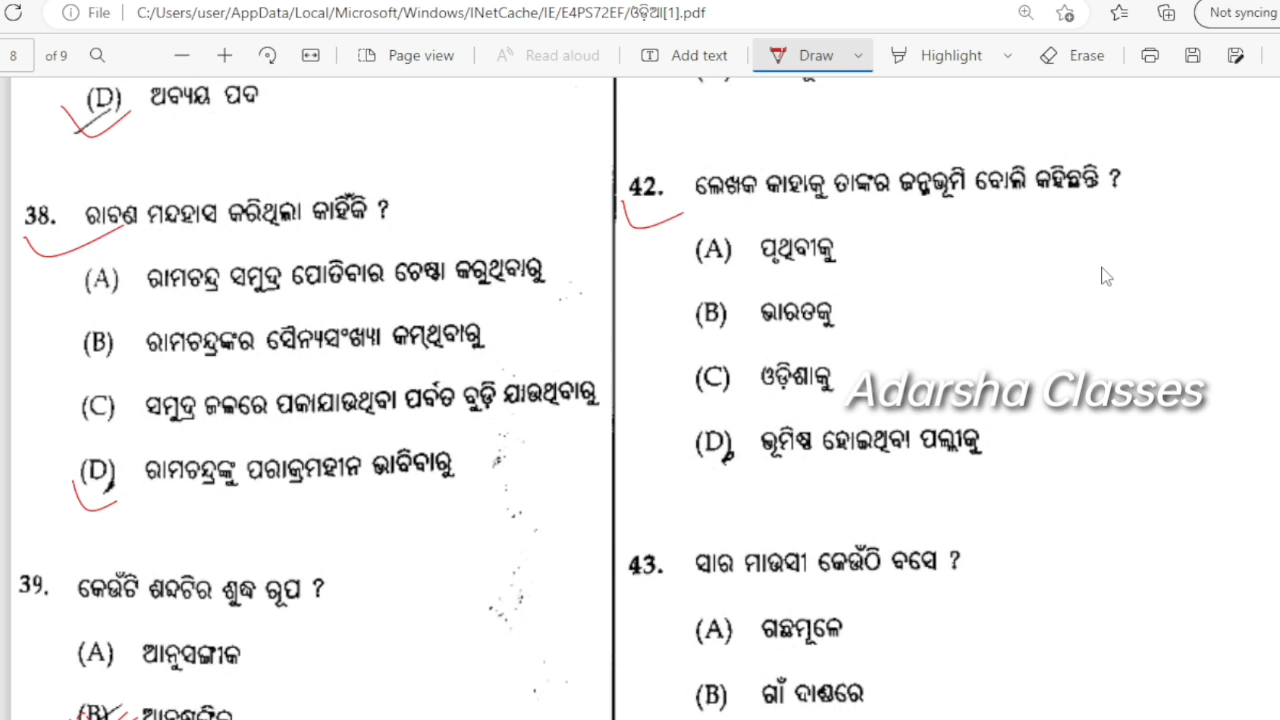 File C:/Users/user/AppData/Local/Microsoft/Windows/INetCache/IE/E4PS72EF/ଓଡ଼ିଆ[1].pdf Not syncing
8 of 9 Page view Read aloud Add text Draw Highlight Erase
(D) ଅବ୍ୟୟ ପଦ
38. ରାବଣ ମନ୍ଦହାସ କରିଥିଲା କାହିଁକି ?
(A) ରାମଚନ୍ଦ୍ର ସମୁଦ୍ର ପୋତିବାର ଚେଷ୍ଟା କରୁଥିବାରୁ
(B) ରାମଚନ୍ଦ୍ରଙ୍କର ସୈନ୍ୟସଂଖ୍ୟା କମ୍‌ଥିବାରୁ
(C) ସମୁଦ୍ର ଜଳରେ ପକାଯାଉଥିବା ପର୍ବତ ବୁଡ଼ି ଯାଉଥିବାରୁ
(D) ରାମଚନ୍ଦ୍ରଙ୍କୁ ପରାକ୍ରମହୀନ ଭାବିବାରୁ
39. କେଉଁଟି ଶବ୍ଦଟିର ଶୁଦ୍ଧ ରୂପ ?
(A) ଆନୁସଙ୍ଗୀକ
(B)
42. ଲେଖକ କାହାକୁ ତାଙ୍କର ଜନ୍ମଭୂମି ବୋଲି କହିଛନ୍ତି ?
(A) ପୃଥିବୀକୁ
(B) ଭାରତକୁ
(C) ଓଡ଼ିଶାକୁ
Adarsha Classes
(D) ଭୂମିଷ୍ଠ ହୋଇଥିବା ପଲ୍ଲୀକୁ
43. ସାର ମାଉସୀ କେଉଁଠି ବସେ ?
(A) ଗଛମୂଳେ
(B) ଗାଁ ଦାଣ୍ଡରେ